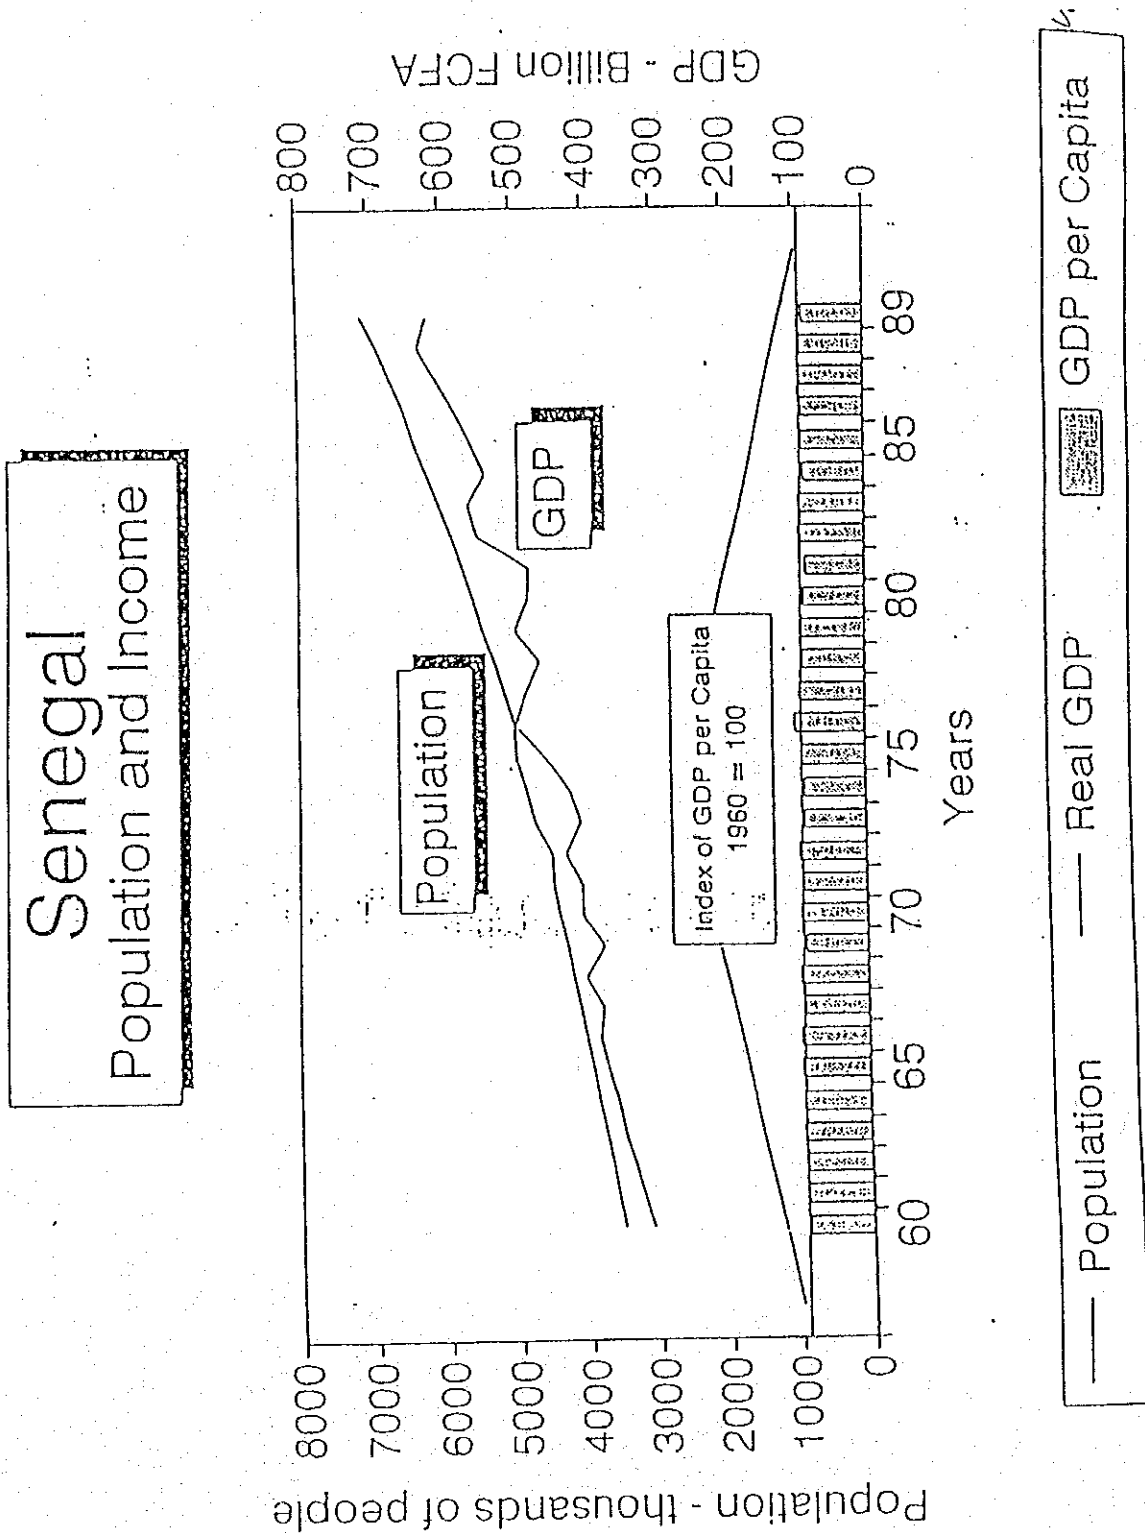 Senegal
Population and Income
Population - thousands of people
8000
7000
6000
5000
4000
3000
2000
1000
0
GDP - Billion FCFA
800
700
600
500
400
300
200
100
0
Population
GDP
Index of GDP per Capita
1960 = 100
60 65 70 75 80 85 89
Years
Population Real GDP GDP per Capita